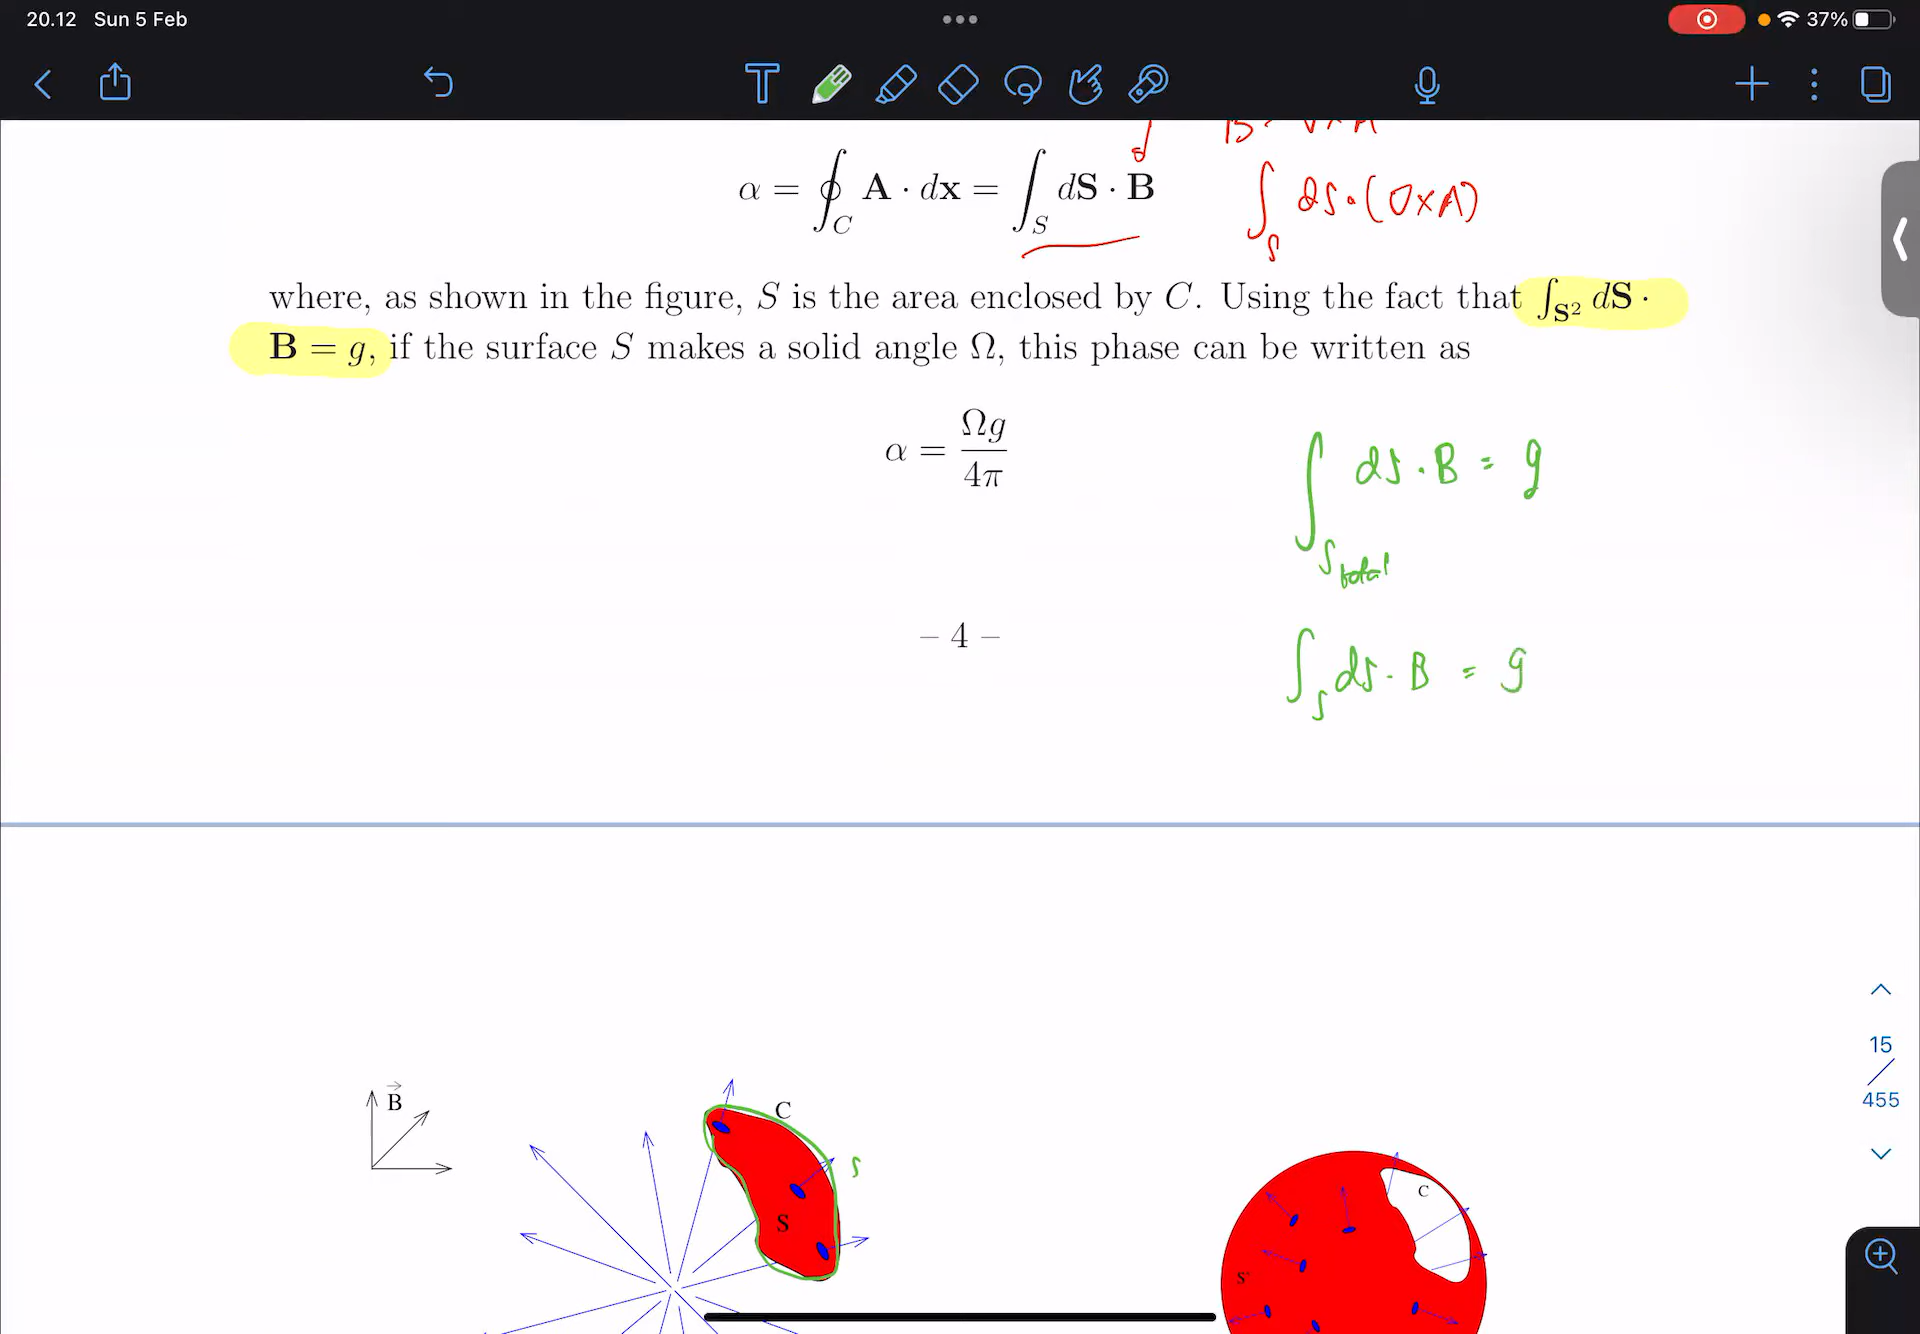 20.12 Sun 5 Feb
37%
B = ∇×A
α = ∮_C A · dx = ∫_S dS · B
∫_S dS·(∇×A)
where, as shown in the figure, S is the area enclosed by C. Using the fact that ∫_{S²} dS ·
B = g, if the surface S makes a solid angle Ω, this phase can be written as
α = Ωg/4π
∫_{S total} dS · B = g
– 4 –
∫_S dS · B = g
15
/
455
B⃗
C
S
S
C
S'